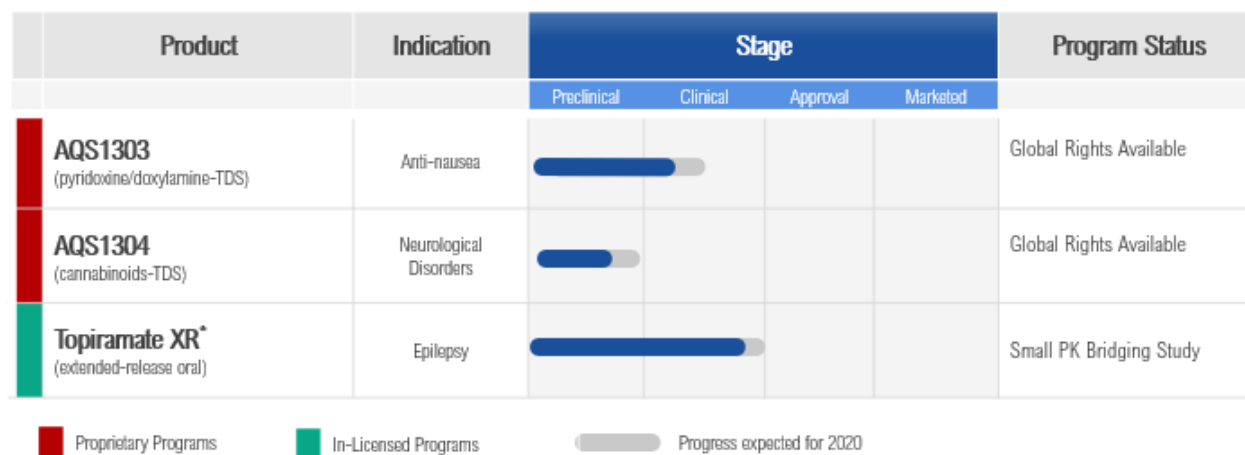 Product Indication Stage Program Status
Preclinical Clinical Approval Marketed
AQS1303
(pyridoxine/doxylamine-TDS)
Anti-nausea
Global Rights Available
AQS1304
(cannabinoids-TDS)
Neurological
Disorders
Global Rights Available
Topiramate XR*
(extended-release oral)
Epilepsy
Small PK Bridging Study
Proprietary Programs In-Licensed Programs Progress expected for 2020